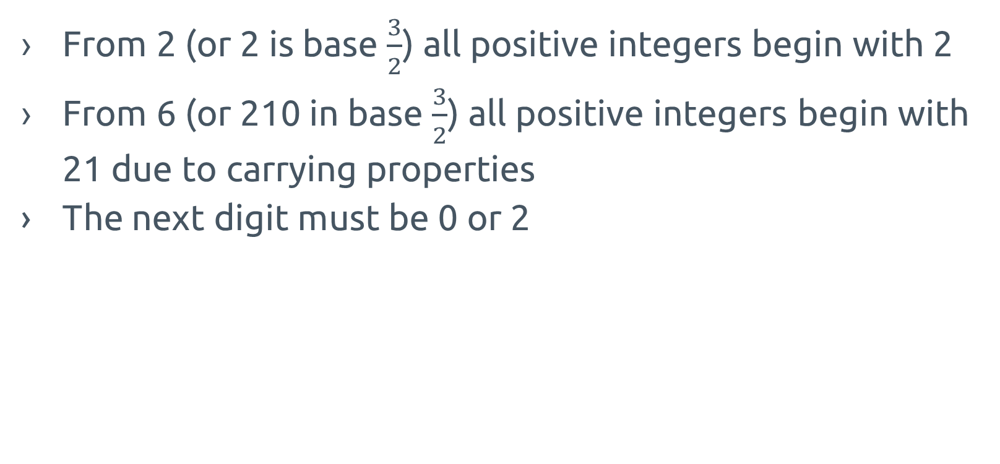 › From 2 (or 2 is base 3/2) all positive integers begin with 2
› From 6 (or 210 in base 3/2) all positive integers begin with
21 due to carrying properties
› The next digit must be 0 or 2